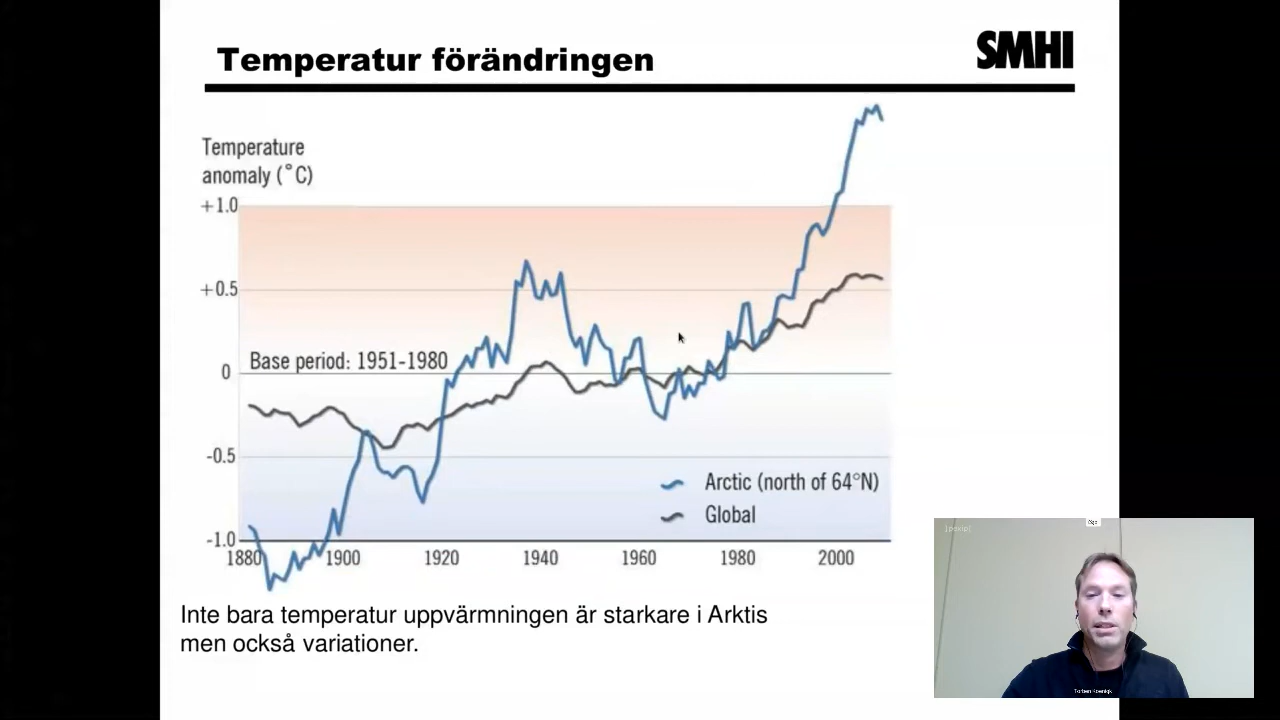 Temperatur förändringen
SMHI
Temperature
anomaly (°C)
+1.0
+0.5
Base period: 1951-1980
0
-0.5
Arctic (north of 64°N)
Global
-1.0
1880
1900
1920
1940
1960
1980
2000
Inte bara temperatur uppvärmningen är starkare i Arktis
men också variationer.
[pexip]